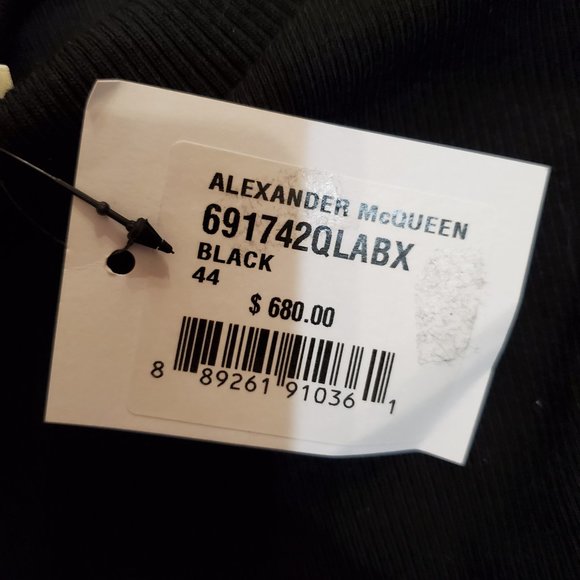 ALEXANDER McQUEEN
691742QLABX
BLACK
44
$ 680.00
8 89261 91036 1